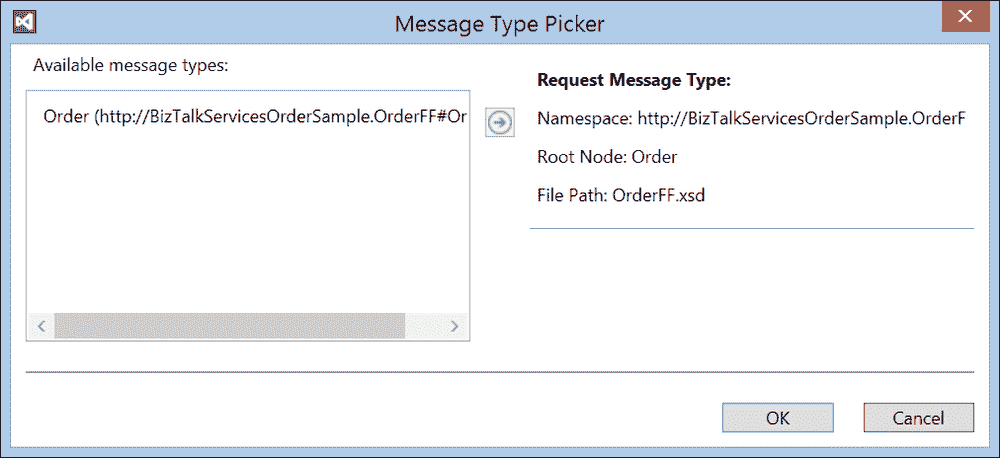 Message Type Picker
Available message types:
Order (http://BizTalkServicesOrderSample.OrderFF#Or
Request Message Type:
Namespace: http://BizTalkServicesOrderSample.OrderF
Root Node: Order
File Path: OrderFF.xsd
OK
Cancel